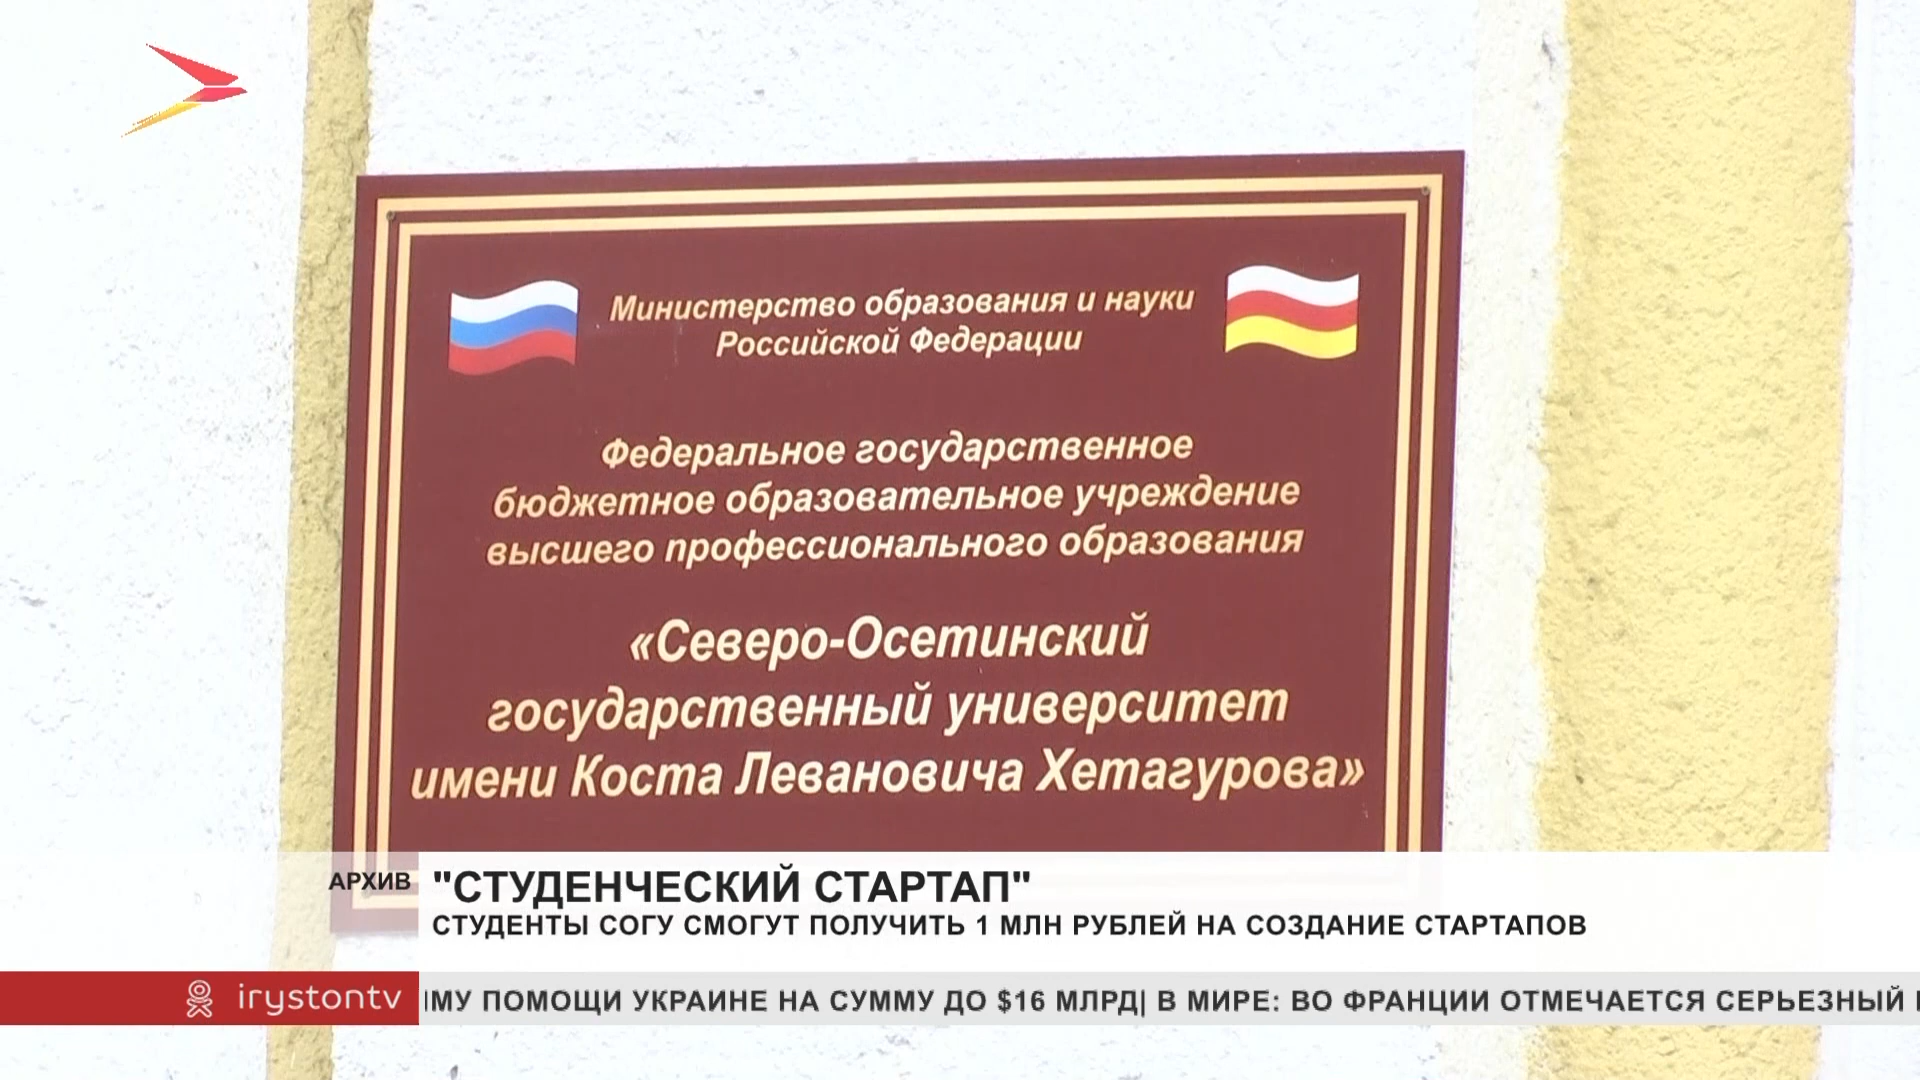 Министерство образования и науки
Российской Федерации
Федеральное государственное
бюджетное образовательное учреждение
высшего профессионального образования
«Северо-Осетинский
государственный университет
имени Коста Левановича Хетагурова»
АРХИВ
"СТУДЕНЧЕСКИЙ СТАРТАП"
СТУДЕНТЫ СОГУ СМОГУТ ПОЛУЧИТЬ 1 МЛН РУБЛЕЙ НА СОЗДАНИЕ СТАРТАПОВ
irystontv
ПОМОЩИ УКРАИНЕ НА СУММУ ДО $16 МЛРД| В МИРЕ: ВО ФРАНЦИИ ОТМЕЧАЕТСЯ СЕРЬЕЗНЫЙ